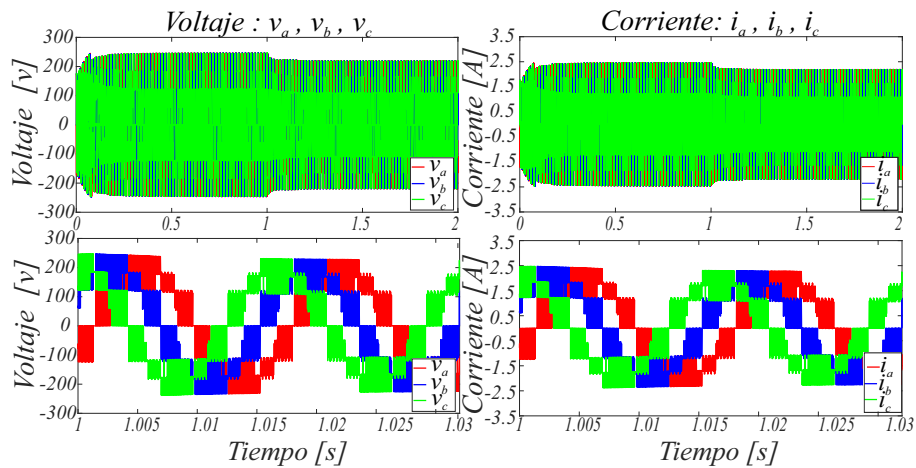 Voltaje : v_a , v_b , v_c
Voltaje [v]
300
200
100
0
-100
-200
-300
0
0.5
1
1.5
2
v_a
v_b
v_c
Corriente: i_a , i_b , i_c
Corriente [A]
3.5
2.5
1.5
0.5
-0.5
-1.5
-2.5
-3.5
0
0.5
1
1.5
2
i_a
i_b
i_c
Voltaje [v]
300
200
100
0
-100
-200
-300
1
1.005
1.01
1.015
1.02
1.025
1.03
v_a
v_b
v_c
Tiempo [s]
Corriente [A]
3.5
2.5
1.5
0.5
-0.5
-1.5
-2.5
-3.5
1
1.005
1.01
1.015
1.02
1.025
1.03
i_a
i_b
i_c
Tiempo [s]